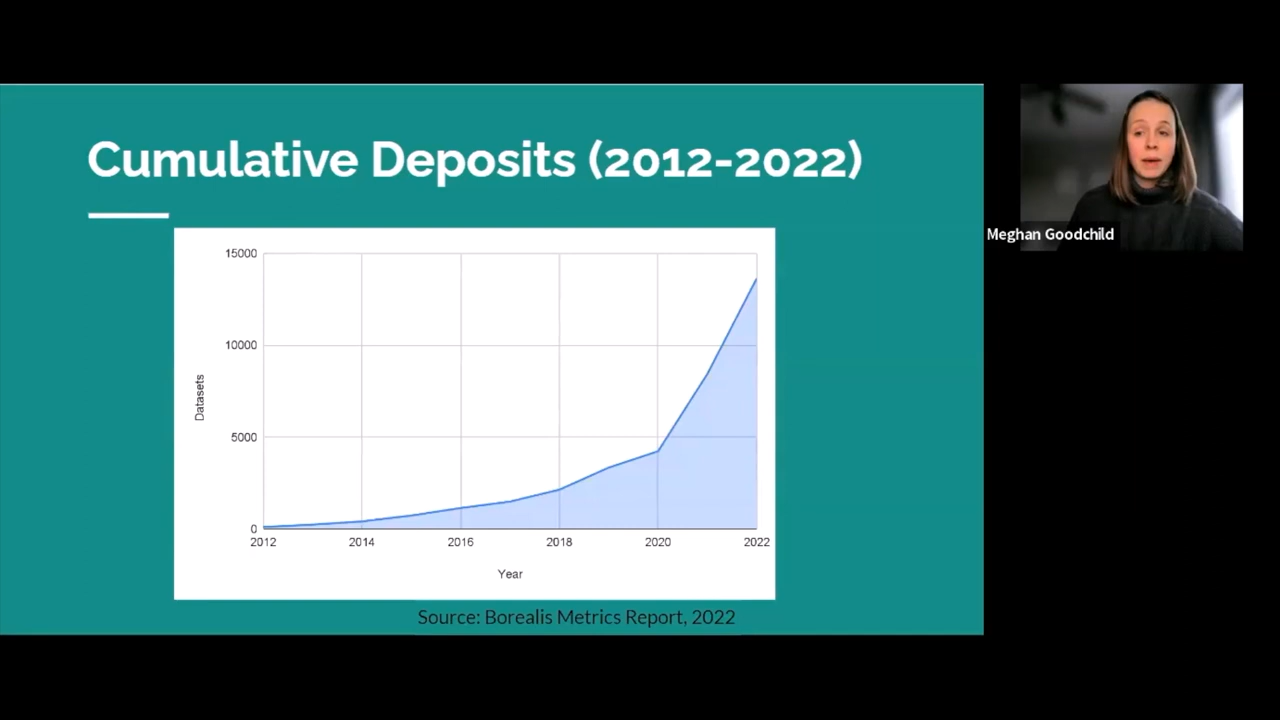 Cumulative Deposits (2012-2022)
Meghan Goodchild
15000
10000
5000
0
Datasets
2012 2014 2016 2018 2020 2022
Year
Source: Borealis Metrics Report, 2022